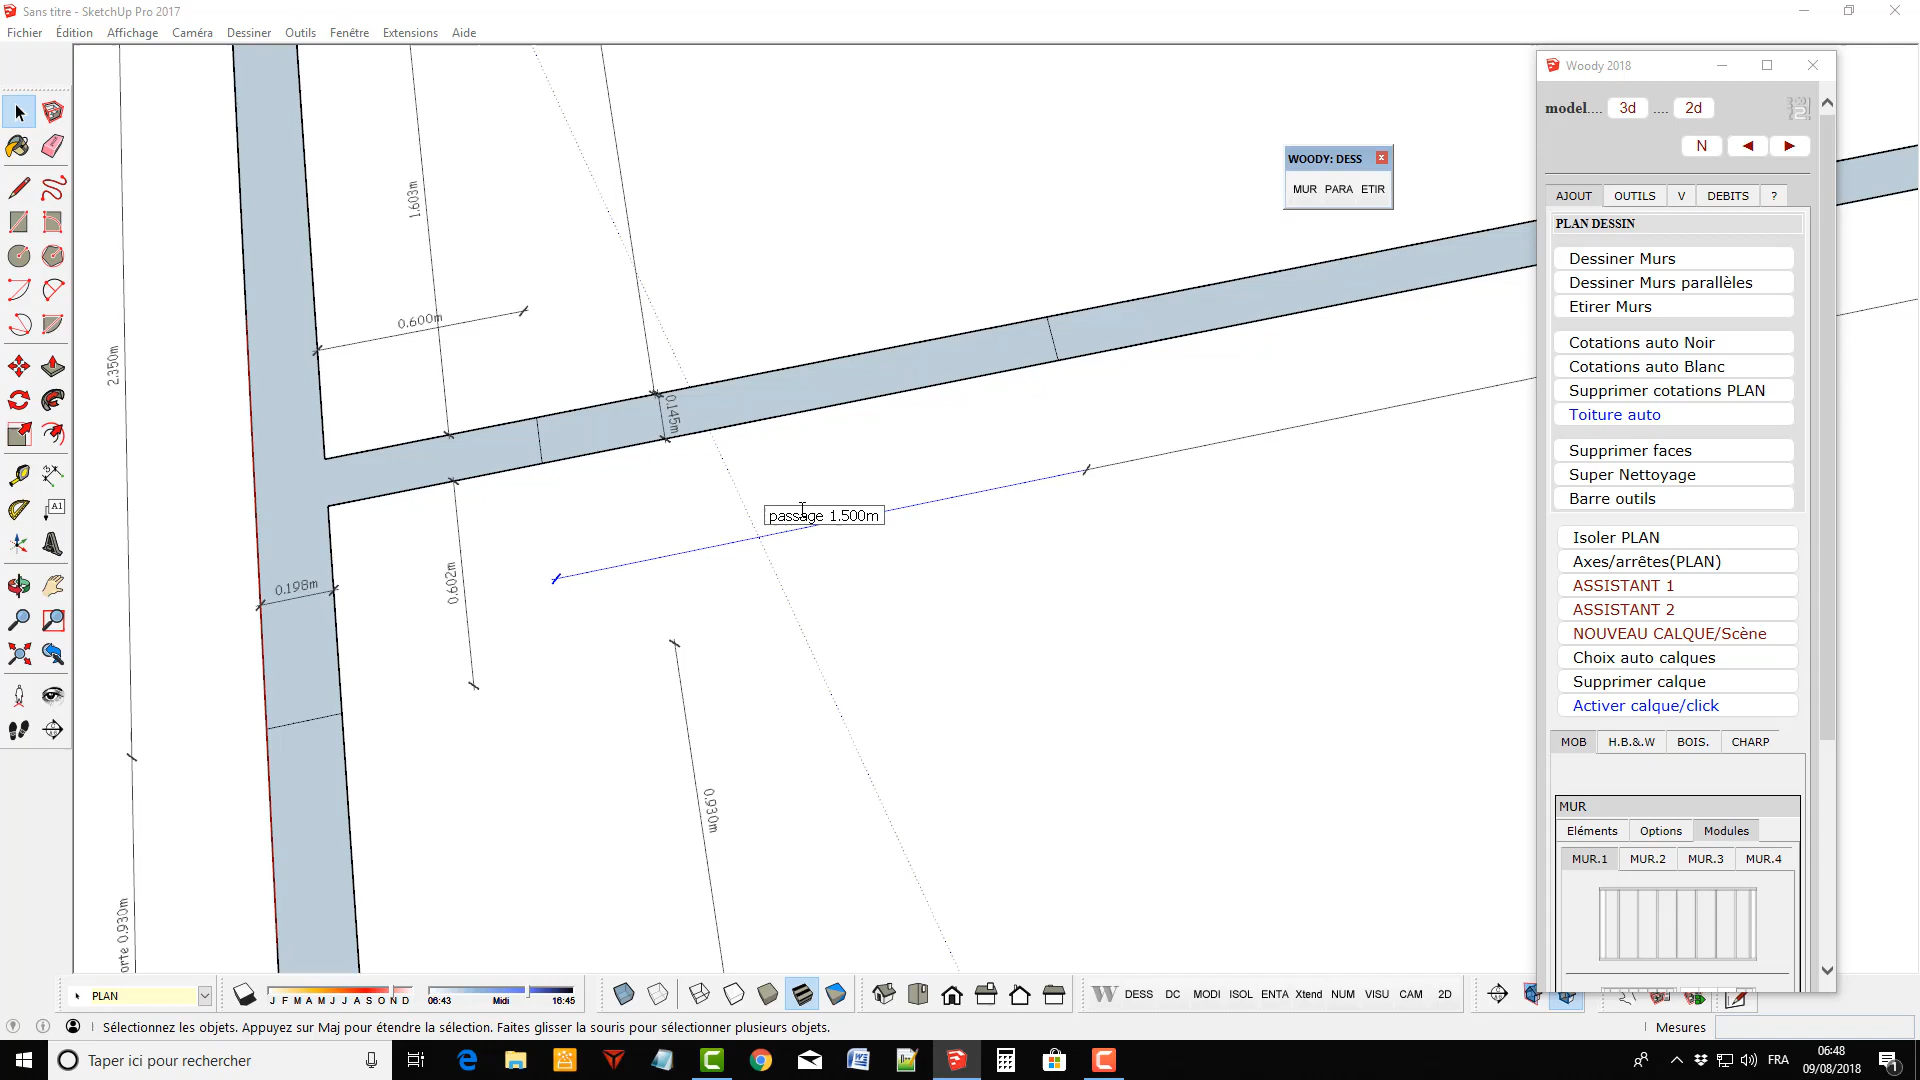 Sans titre - SketchUp Pro 2017
Fichier Édition Affichage Caméra Dessiner Outils Fenêtre Extensions Aide
Woody 2018
model.... 3d .... 2d
N ◀ ▶
AJOUT OUTILS V DEBITS ?
PLAN DESSIN
Dessiner Murs
Dessiner Murs parallèles
Etirer Murs
Cotations auto Noir
Cotations auto Blanc
Supprimer cotations PLAN
Toiture auto
Supprimer faces
Super Nettoyage
Barre outils
Isoler PLAN
Axes/arrêtes(PLAN)
ASSISTANT 1
ASSISTANT 2
NOUVEAU CALQUE/Scène
Choix auto calques
Supprimer calque
Activer calque/click
MOB H.B.&.W BOIS. CHARP
MUR
Eléments Options Modules
MUR.1 MUR.2 MUR.3 MUR.4
WOODY: DESS
MUR PARA ETIR
1.603m
0.600m
2.350m
0.145m
passage 1.500m
0.602m
0.198m
0.930m
orte 0.930m
A1
PLAN
J F M A M J J A S O N D
06:43 Midi 16:45
W DESS DC MODI ISOL ENTA Xtend NUM VISU CAM 2D
Sélectionnez les objets. Appuyez sur Maj pour étendre la sélection. Faites glisser la souris pour sélectionner plusieurs objets.
Mesures
Taper ici pour rechercher
FRA
06:48
09/08/2018
1